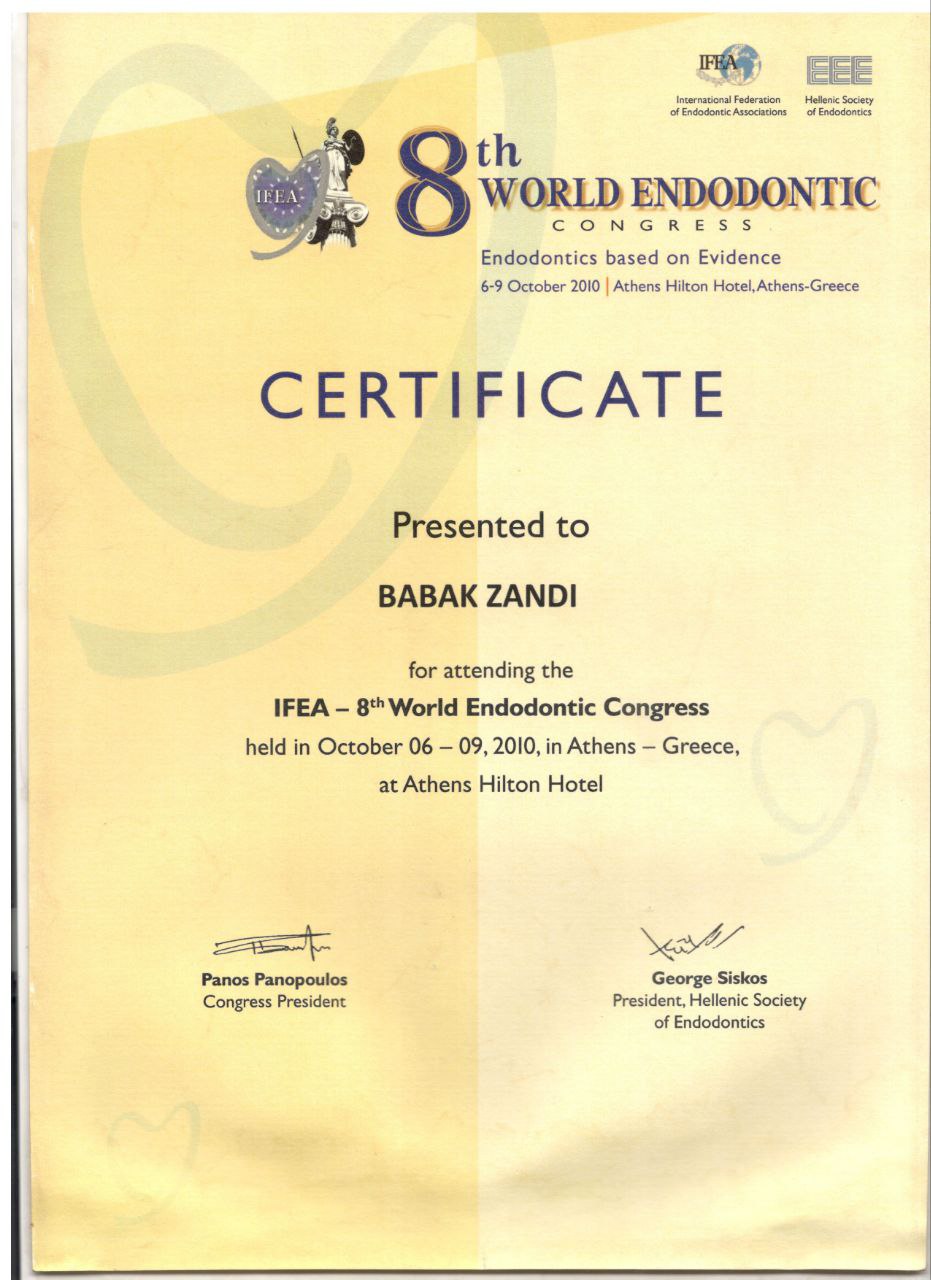 IFEA
International Federation
of Endodontic Associations
EEE
Hellenic Society
of Endodontics
IFEA
8th
WORLD ENDODONTIC
CONGRESS
Endodontics based on Evidence
6-9 October 2010 | Athens Hilton Hotel, Athens-Greece
CERTIFICATE
Presented to
BABAK ZANDI
for attending the
IFEA – 8th World Endodontic Congress
held in October 06 – 09, 2010, in Athens – Greece,
at Athens Hilton Hotel
Panos Panopoulos
Congress President
George Siskos
President, Hellenic Society
of Endodontics